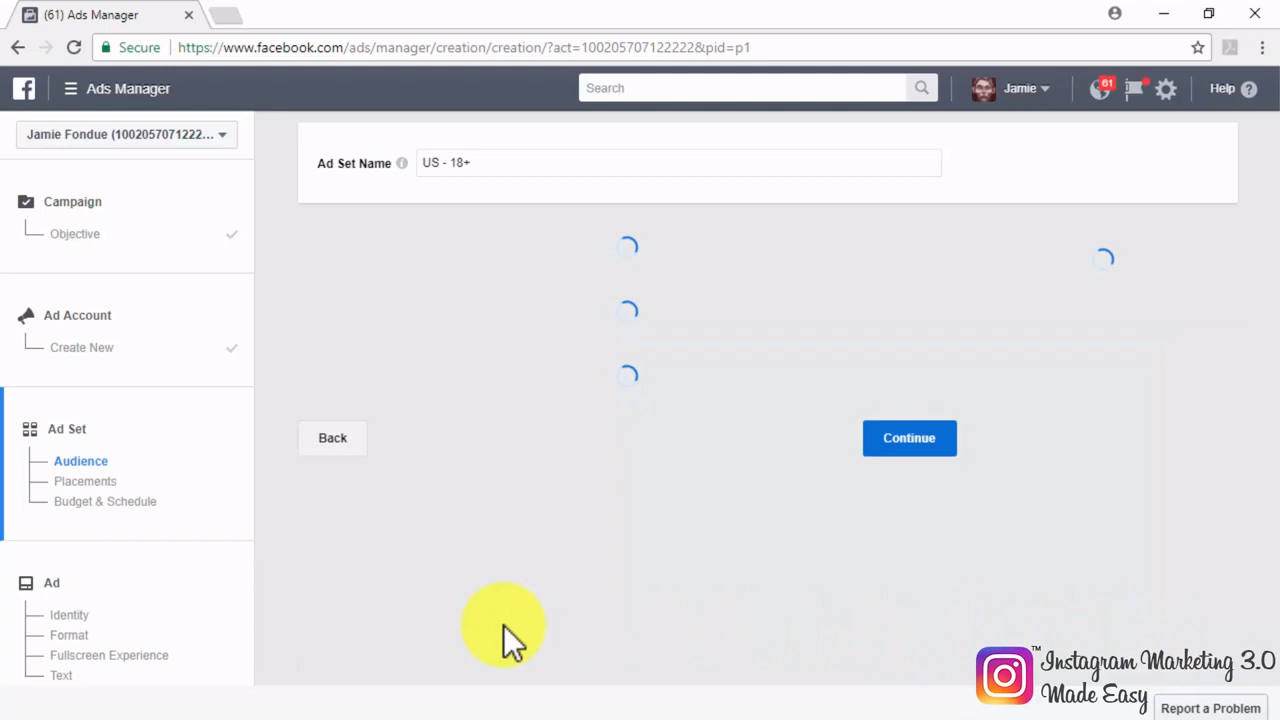 (61) Ads Manager
Secure
https://www.facebook.com/ads/manager/creation/creation/?act=100205707122222&pid=p1
Ads Manager
Search
Jamie
61
Help
Jamie Fondue (1002057071222...
Ad Set Name
US - 18+
Campaign
Objective
Ad Account
Create New
Ad Set
Audience
Placements
Budget & Schedule
Back
Continue
Ad
Identity
Format
Fullscreen Experience
Text
™ Instagram Marketing 3.0
Made Easy
Report a Problem